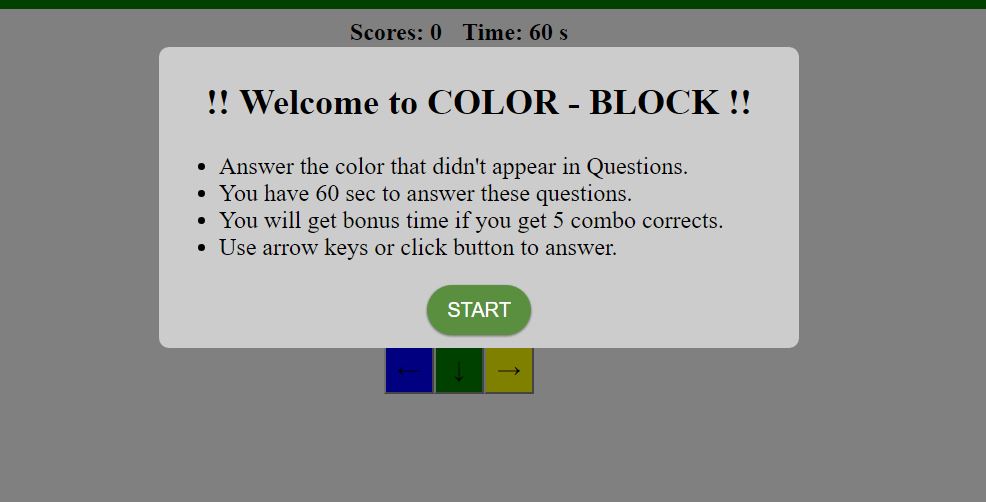 Scores: 0 Time: 60 s
!! Welcome to COLOR - BLOCK !!
• Answer the color that didn't appear in Questions.
• You have 60 sec to answer these questions.
• You will get bonus time if you get 5 combo corrects.
• Use arrow keys or click button to answer.
START
← ↓ →